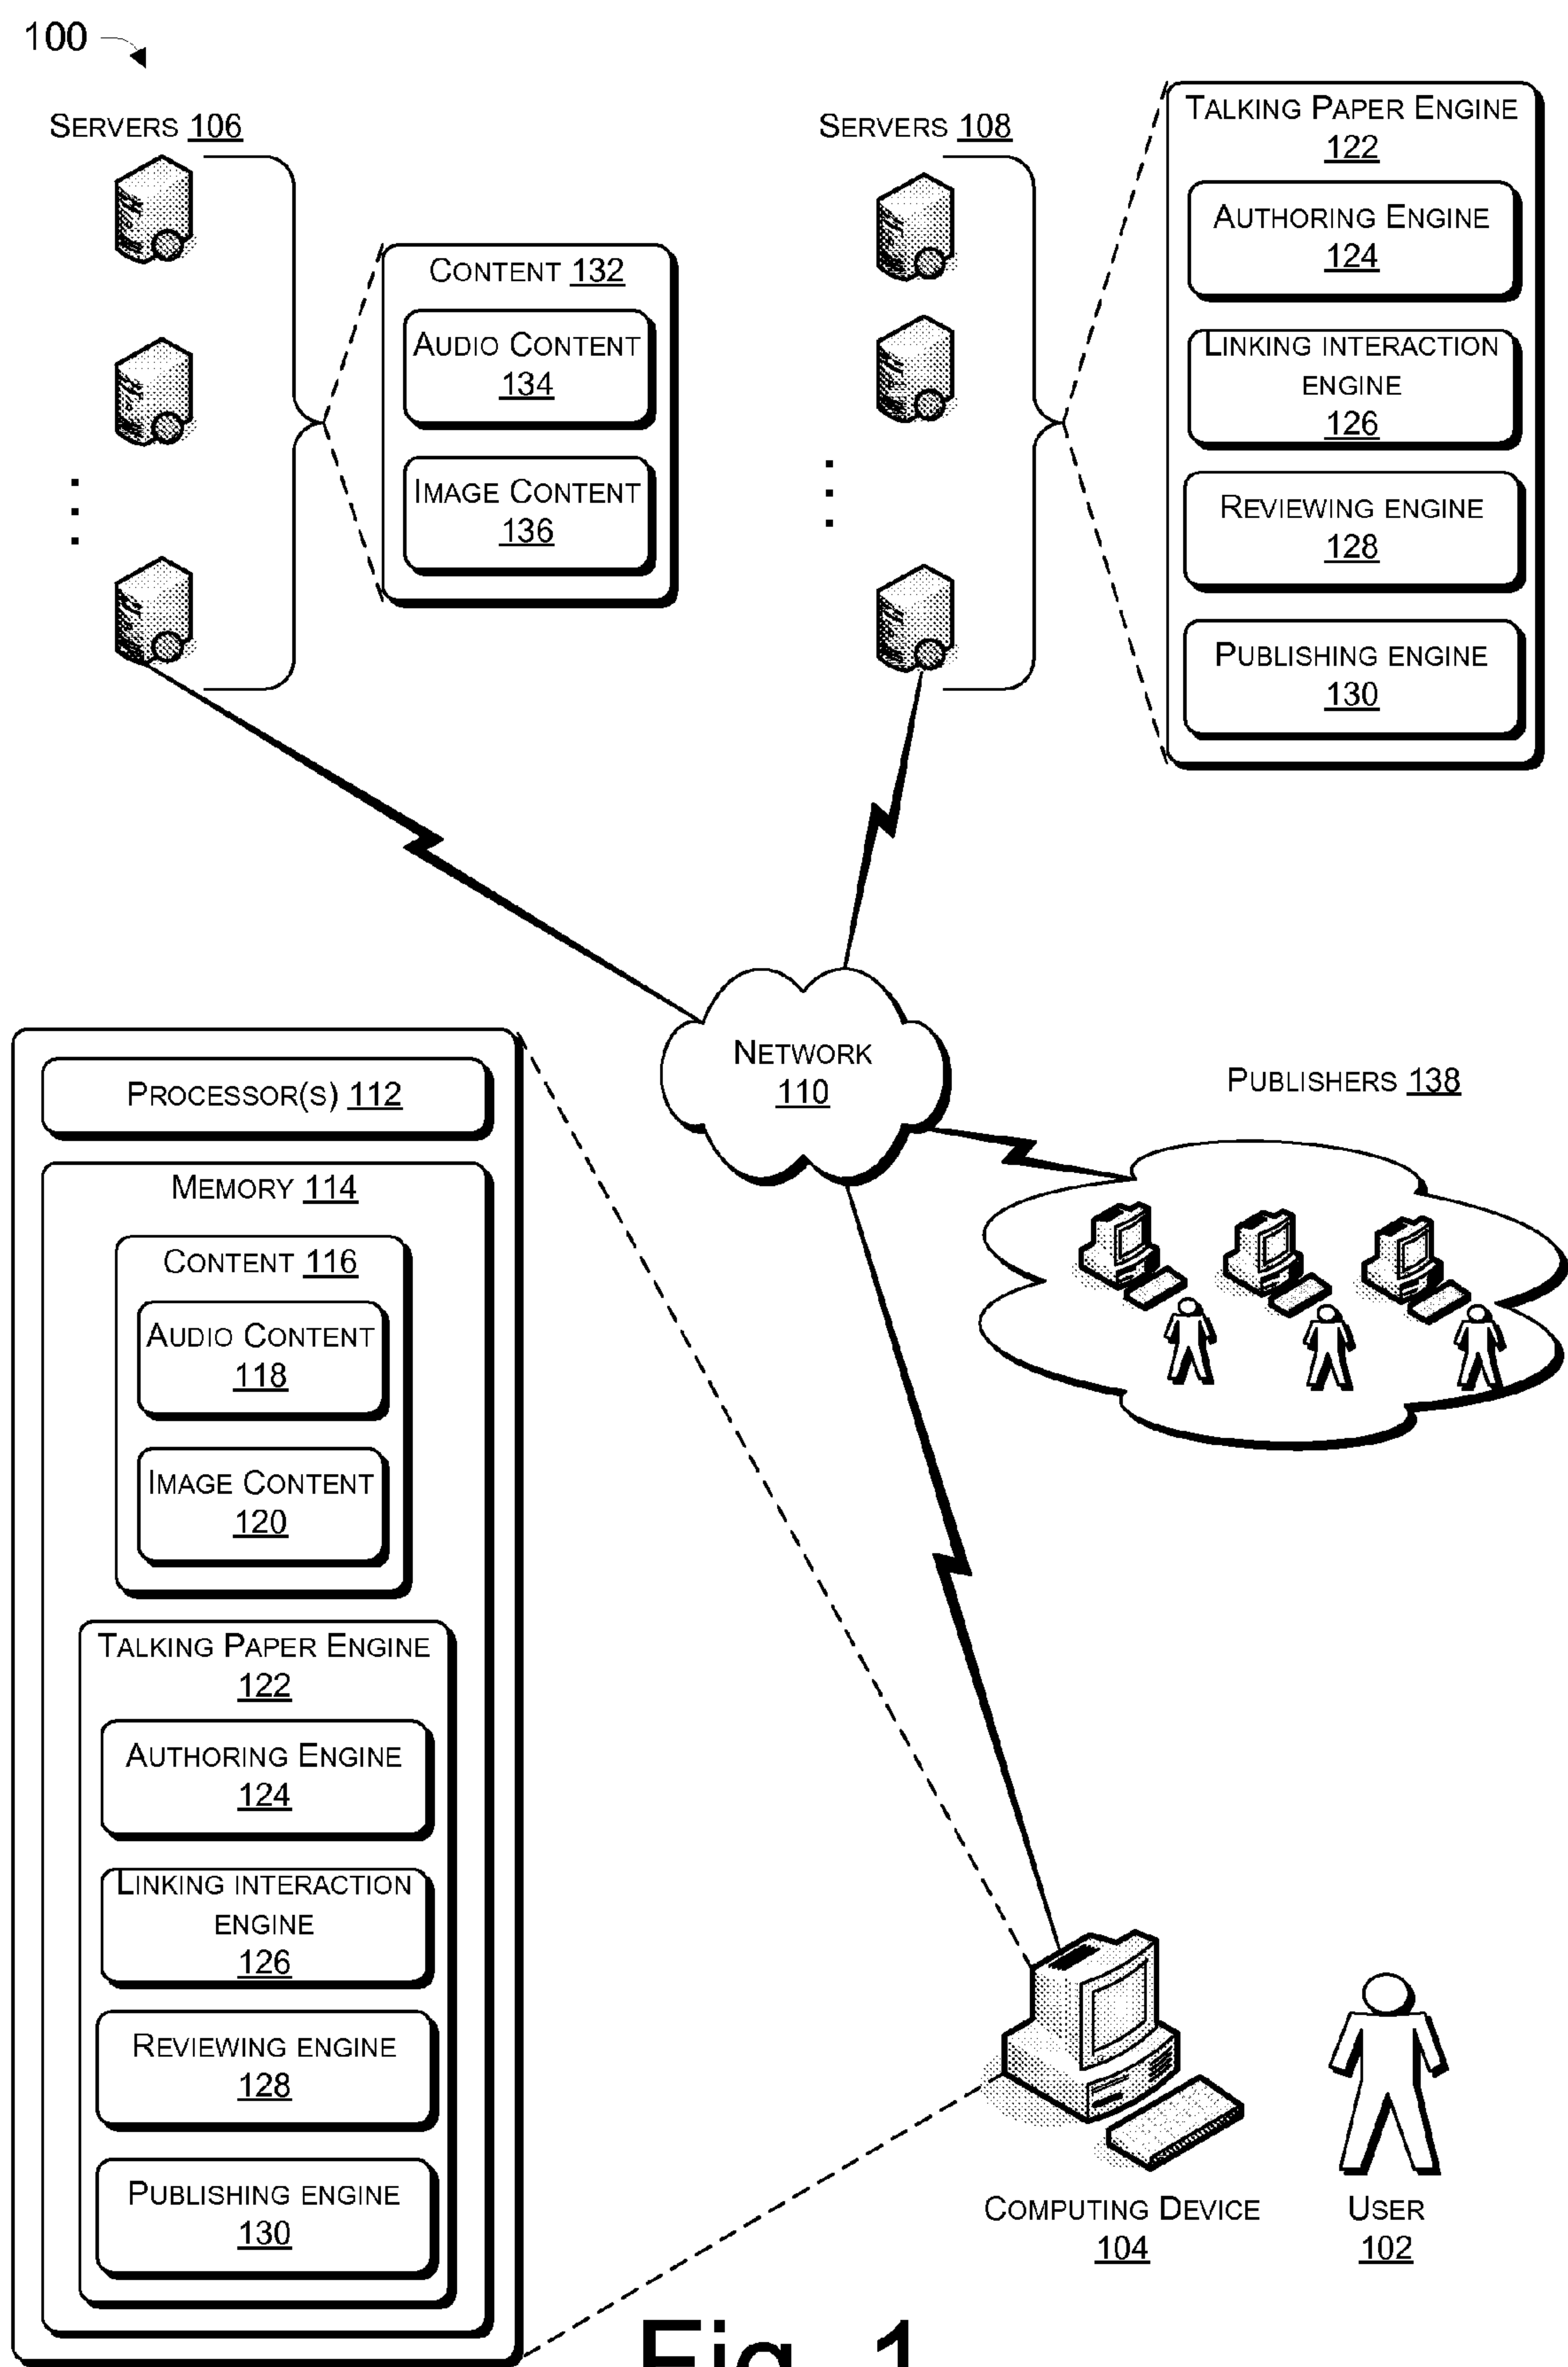 100
SERVERS 106
SERVERS 108
CONTENT 132
AUDIO CONTENT
134
IMAGE CONTENT
136
TALKING PAPER ENGINE
122
AUTHORING ENGINE
124
LINKING INTERACTION
ENGINE
126
REVIEWING ENGINE
128
PUBLISHING ENGINE
130
NETWORK
110
PUBLISHERS 138
PROCESSOR(S) 112
MEMORY 114
CONTENT 116
AUDIO CONTENT
118
IMAGE CONTENT
120
TALKING PAPER ENGINE
122
AUTHORING ENGINE
124
LINKING INTERACTION
ENGINE
126
REVIEWING ENGINE
128
PUBLISHING ENGINE
130
COMPUTING DEVICE
104
USER
102
Fig. 1